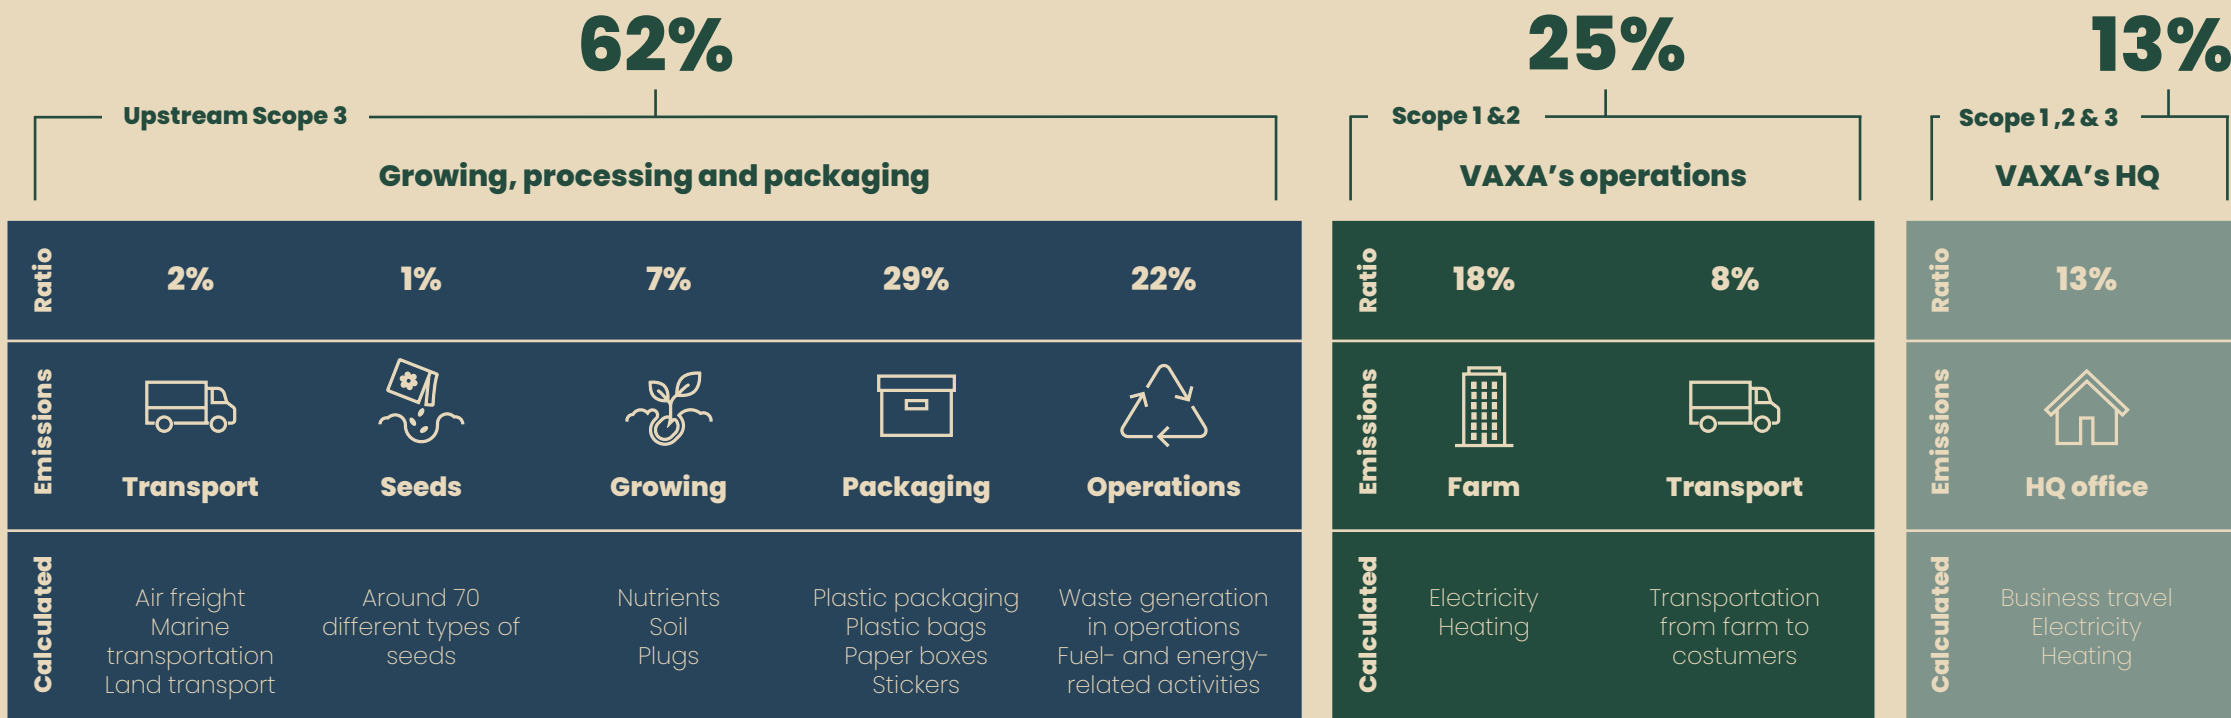 62%
Upstream Scope 3
Growing, processing and packaging
Ratio
2%
1%
7%
29%
22%
Emissions
Transport
Seeds
Growing
Packaging
Operations
Calculated
Air freight
Marine
transportation
Land transport
Around 70
different types of
seeds
Nutrients
Soil
Plugs
Plastic packaging
Plastic bags
Paper boxes
Stickers
Waste generation
in operations
Fuel- and energy-
related activities
25%
Scope 1 &2
VAXA’s operations
Ratio
18%
8%
Emissions
Farm
Transport
Calculated
Electricity
Heating
Transportation
from farm to
costumers
13%
Scope 1 ,2 & 3
VAXA’s HQ
Ratio
13%
Emissions
HQ office
Calculated
Business travel
Electricity
Heating